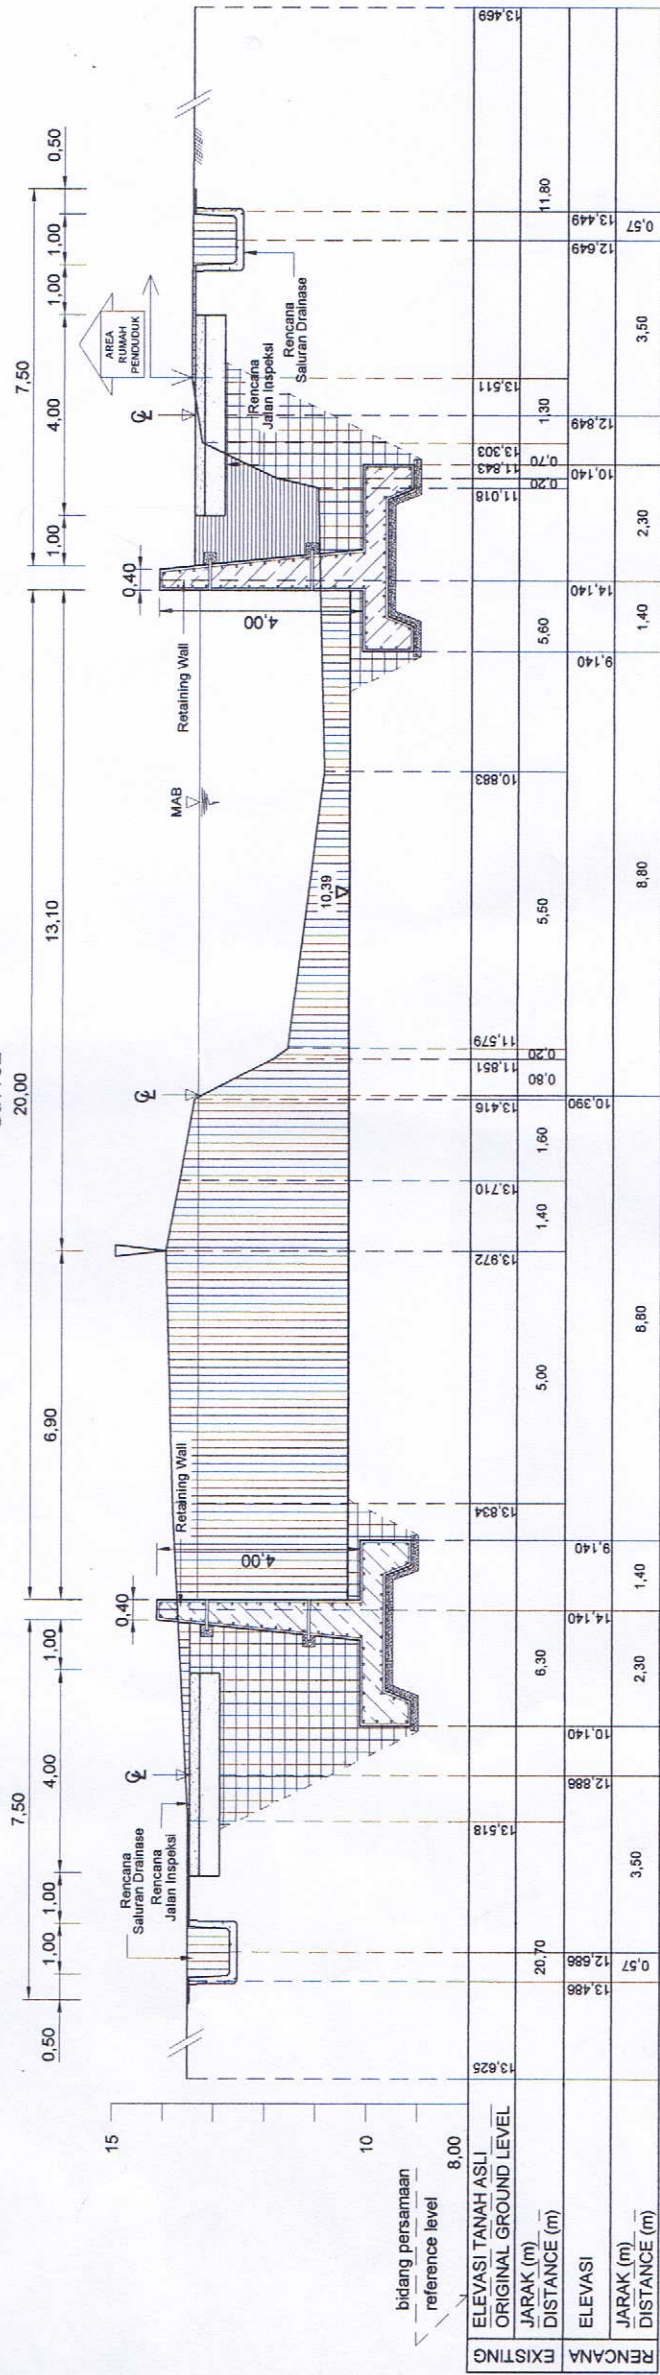 7,50
20,00
7,50
0,50
1,00
1,00
4,00
1,00
6,90
13,10
1,00
4,00
1,00
1,00
0,50
0,40
0,40
AREA
RUMAH
PENDUDUK
Rencana
Saluran Drainase
Rencana
Jalan Inspeksi
Retaining Wall
4,00
MAB
10,39
Retaining Wall
4,00
Rencana
Jalan Inspeksi
Rencana
Saluran Drainase
15
10
8,00
bidang persamaan
reference level
EXISTING
ELEVASI TANAH ASLI
ORIGINAL GROUND LEVEL
13,625
13,518
13,834
13,972
13,710
13,416
11,851
11,579
10,883
11,018
11,843
13,303
13,511
13,469
JARAK (m)
DISTANCE (m)
20,70
6,30
5,00
1,40
1,60
0,80
0,20
5,50
5,60
0,20
0,70
1,30
11,80
RENCANA
ELEVASI
13,486
12,686
12,886
10,140
14,140
9,140
10,390
9,140
14,140
10,140
12,849
12,649
13,449
JARAK (m)
DISTANCE (m)
0,57
3,50
2,30
1,40
8,80
8,80
1,40
2,30
3,50
0,57